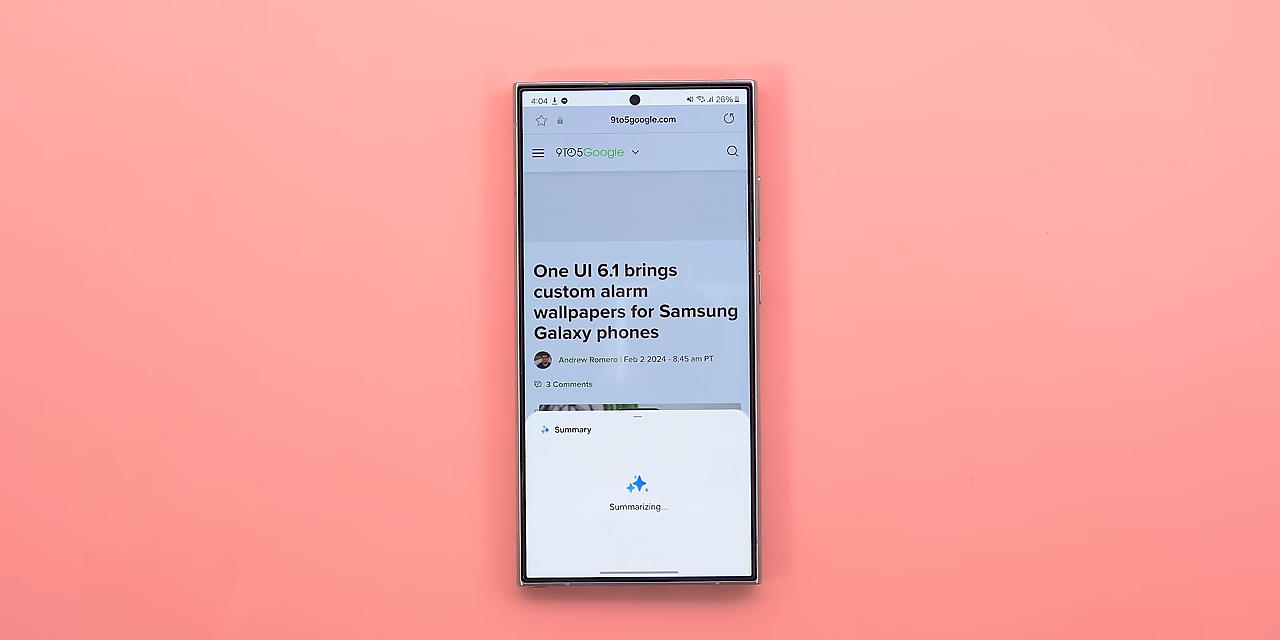 4:04 26%
9to5google.com
9TO5Google
One UI 6.1 brings
custom alarm
wallpapers for Samsung
Galaxy phones
Andrew Romero | Feb 2 2024 - 8:45 am PT
3 Comments
Summary
Summarizing...